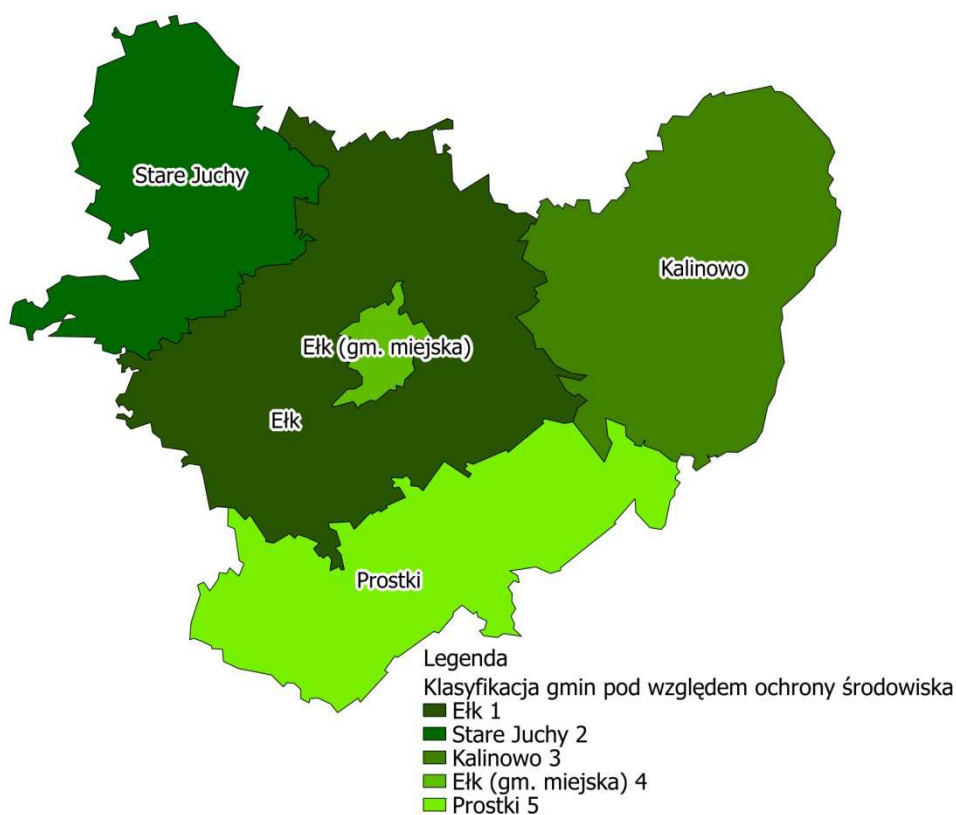 Stare Juchy
Kalinowo
Ełk (gm. miejska)
Ełk
Prostki
Legenda
Klasyfikacja gmin pod względem ochrony środowiska
Ełk 1
Stare Juchy 2
Kalinowo 3
Ełk (gm. miejska) 4
Prostki 5